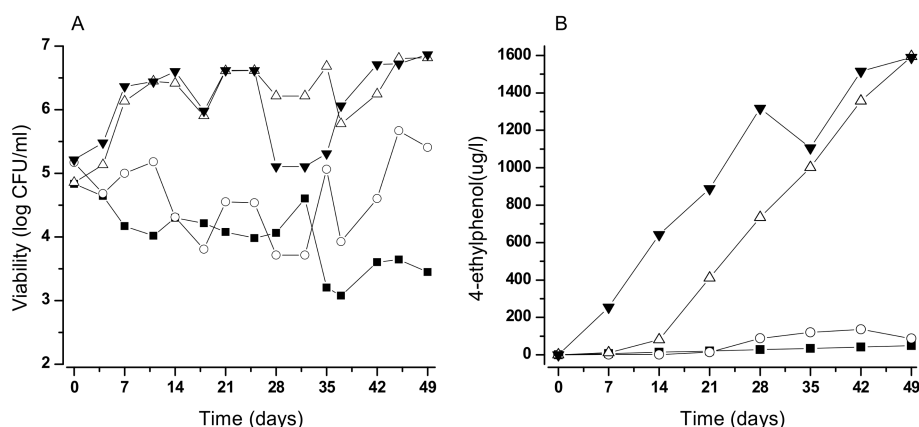 A
Viability (log CFU/ml)
7
6
5
4
3
2
0 7 14 21 28 35 42 49
Time (days)
B
4-ethylphenol(ug/l)
1600
1400
1200
1000
800
600
400
200
0
0 7 14 21 28 35 42 49
Time (days)